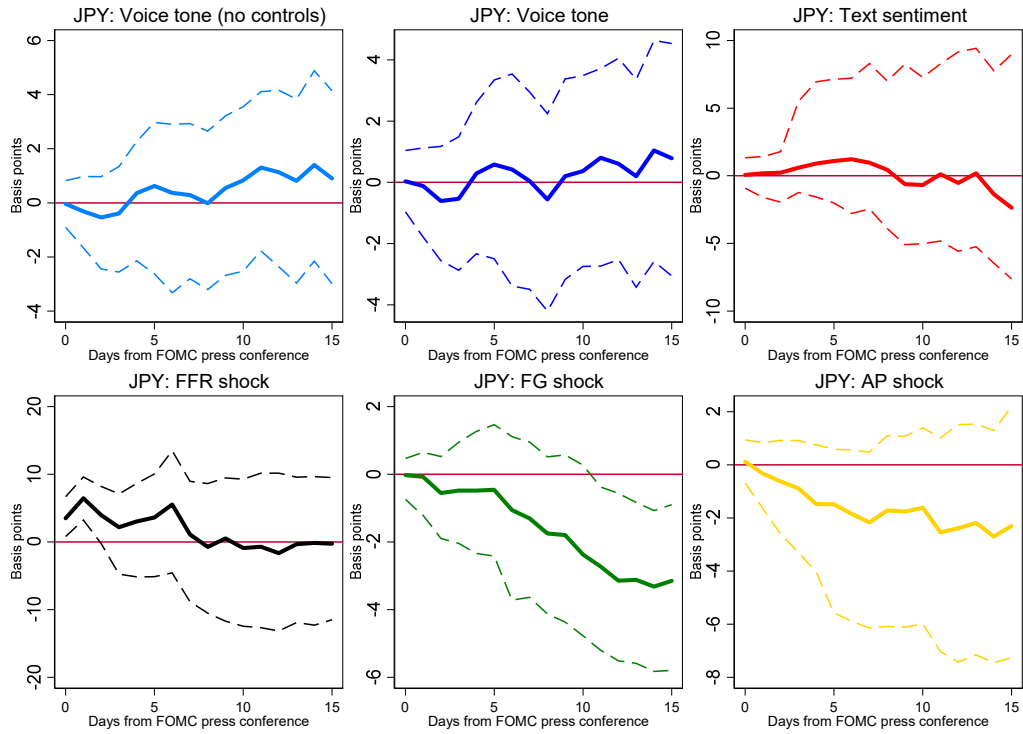 JPY: Voice tone (no controls)
Basis points
6
4
2
0
-2
-4
0 5 10 15
Days from FOMC press conference
JPY: Voice tone
Basis points
4
2
0
-2
-4
0 5 10 15
Days from FOMC press conference
JPY: Text sentiment
Basis points
10
5
0
-5
-10
0 5 10 15
Days from FOMC press conference
JPY: FFR shock
Basis points
20
10
0
-10
-20
0 5 10 15
Days from FOMC press conference
JPY: FG shock
Basis points
2
0
-2
-4
-6
0 5 10 15
Days from FOMC press conference
JPY: AP shock
Basis points
2
0
-2
-4
-6
-8
0 5 10 15
Days from FOMC press conference